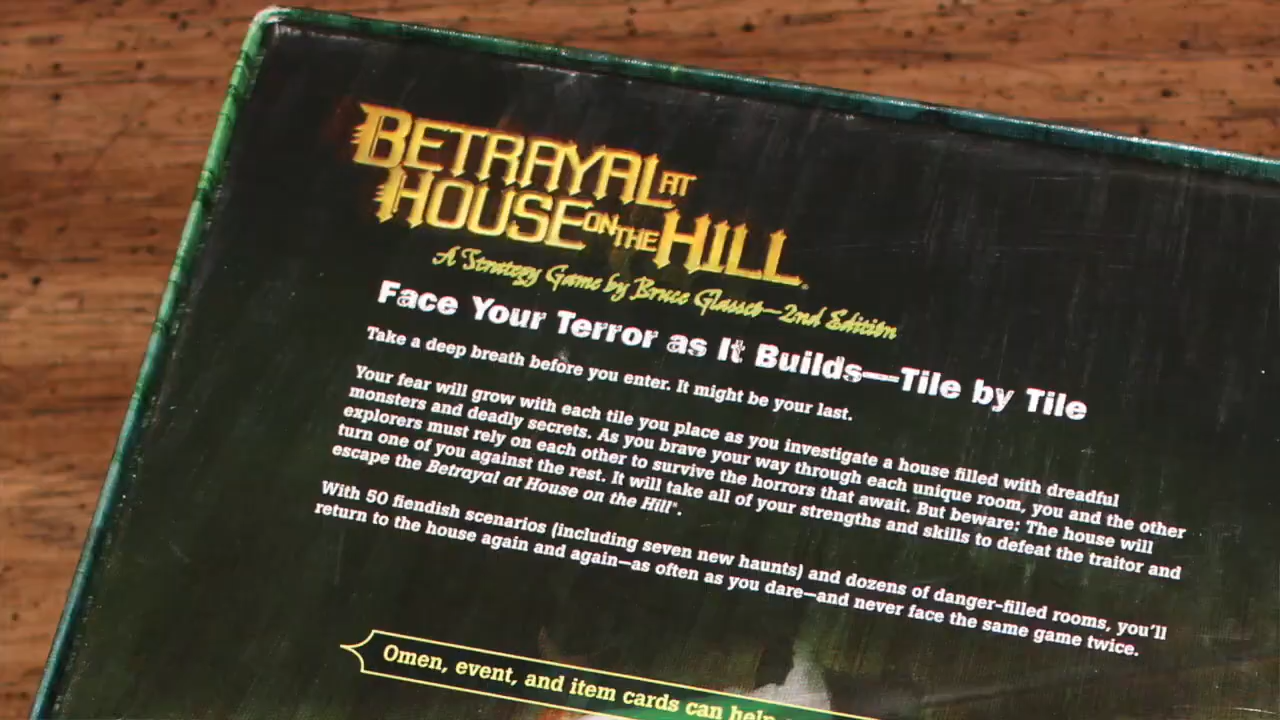 BETRAYAL AT
HOUSE ON THE HILL
A Strategy Game by Bruce Glassco—2nd Edition
Face Your Terror as It Builds—Tile by Tile
Take a deep breath before you enter. It might be your last.
Your fear will grow with each tile you place as you investigate a house filled with dreadful
monsters and deadly secrets. As you brave your way through each unique room, you and the other
explorers must rely on each other to survive the horrors that await. But beware: The house will
turn one of you against the rest. It will take all of your strengths and skills to defeat the traitor and
escape the Betrayal at House on the Hill®.
With 50 fiendish scenarios (including seven new haunts) and dozens of danger-filled rooms, you'll
return to the house again and again—as often as you dare—and never face the same game twice.
Omen, event, and item cards can help